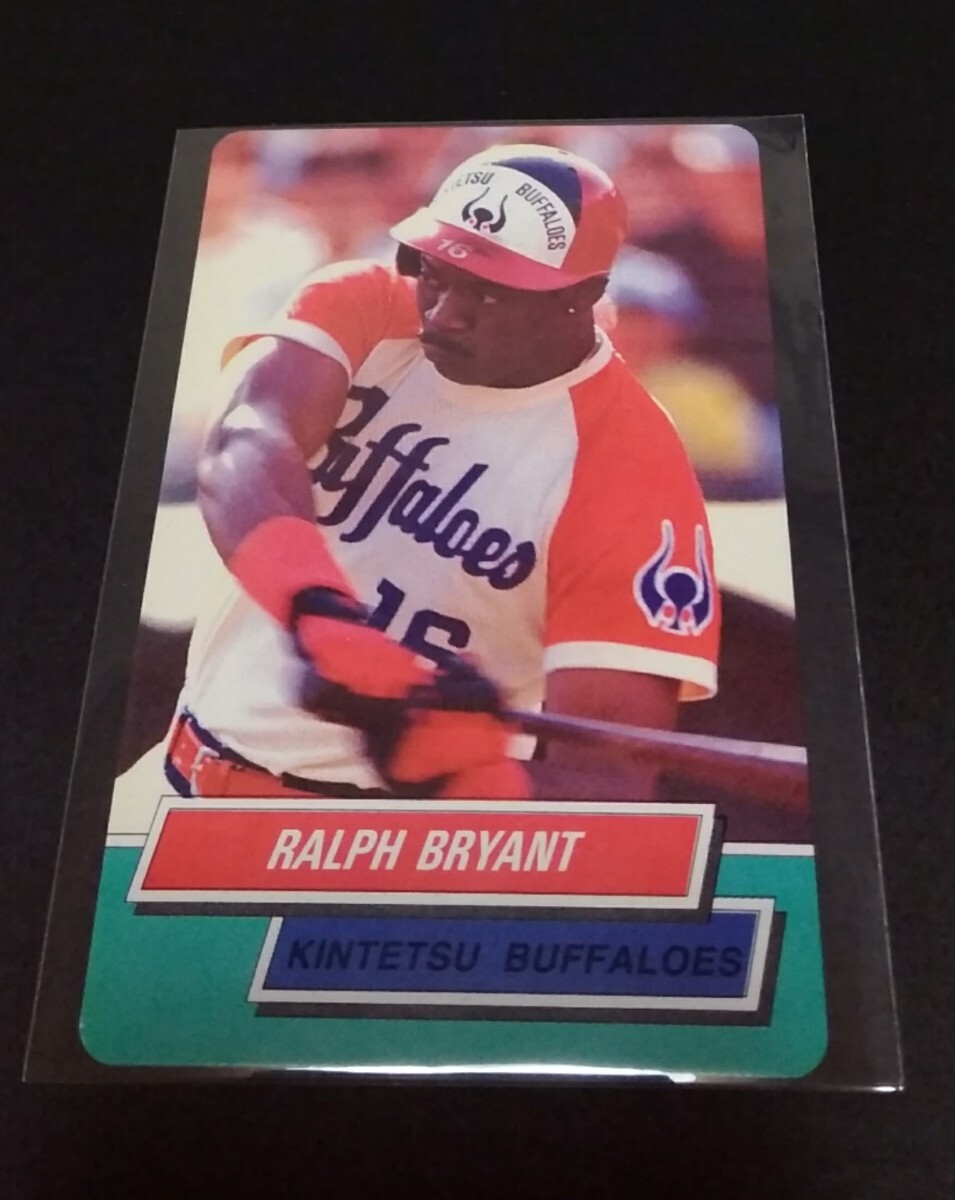 BUFFALOES
16
Buffaloes
16
RALPH BRYANT
KINTETSU BUFFALOES